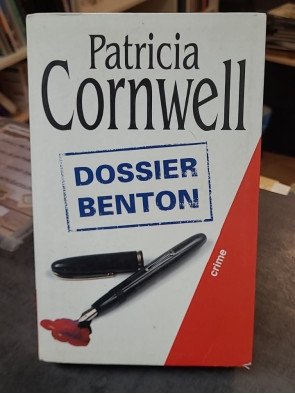 Patricia
Cornwell
DOSSIER
BENTON
crime